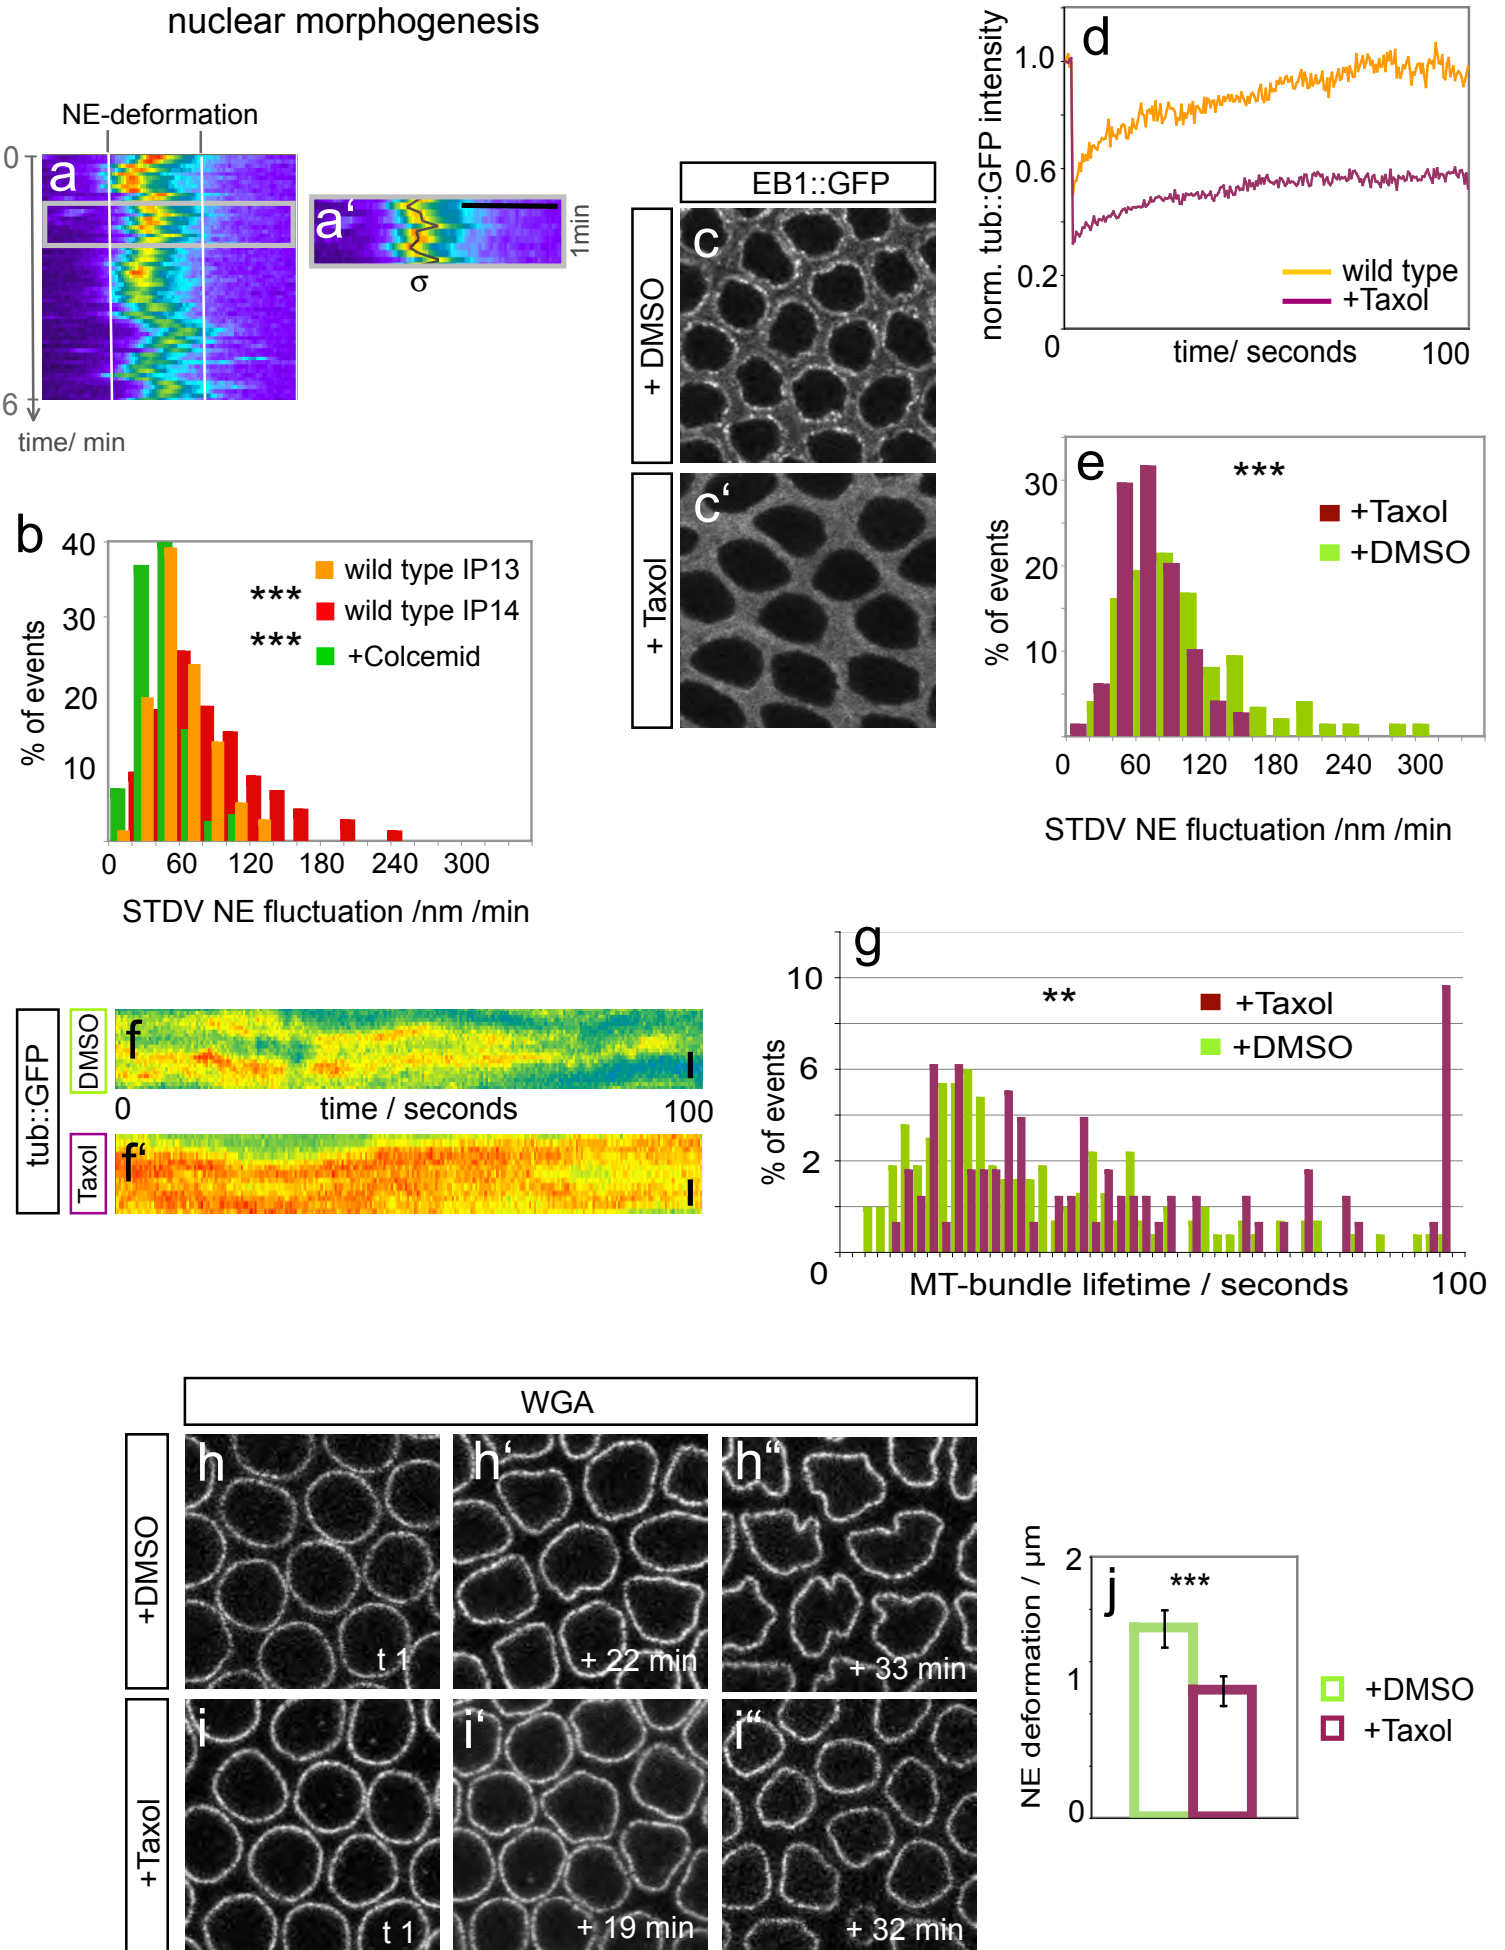 nuclear morphogenesis
NE-deformation
0
a
6
time/ min
a'
1min
σ
EB1::GFP
+ DMSO
c
+ Taxol
c'
d
norm. tub::GFP intensity
1.0
0.6
0.2
wild type
+Taxol
0
time/ seconds
100
b
% of events
40
30
20
10
wild type IP13
***
wild type IP14
***
+Colcemid
0 60 120 180 240 300
STDV NE fluctuation /nm /min
e
% of events
30
20
10
***
+Taxol
+DMSO
0 60 120 180 240 300
STDV NE fluctuation /nm /min
tub::GFP
DMSO
f
0 time / seconds 100
Taxol
f'
g
% of events
10
6
2
**
+Taxol
+DMSO
0
MT-bundle lifetime / seconds
100
WGA
+DMSO
h
t 1
h'
+ 22 min
h"
+ 33 min
+Taxol
i
t 1
i'
+ 19 min
i"
+ 32 min
j
NE deformation / µm
2
1
0
***
+DMSO
+Taxol